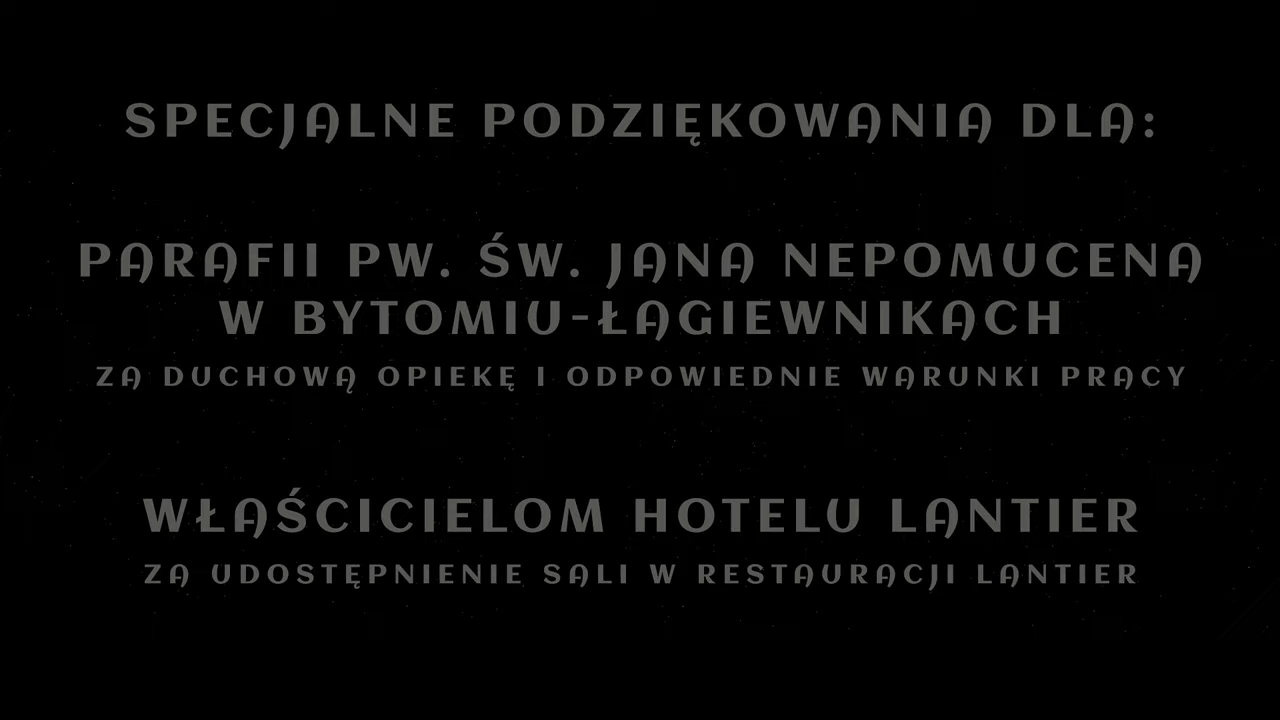 SPECJALNE PODZIĘKOWANIA DLA:
PARAFII PW. ŚW. JANA NEPOMUCENA
W BYTOMIU-ŁAGIEWNIKACH
ZA DUCHOWĄ OPIEKĘ I ODPOWIEDNIE WARUNKI PRACY
WŁAŚCICIELOM HOTELU LANTIER
ZA UDOSTĘPNIENIE SALI W RESTAURACJI LANTIER